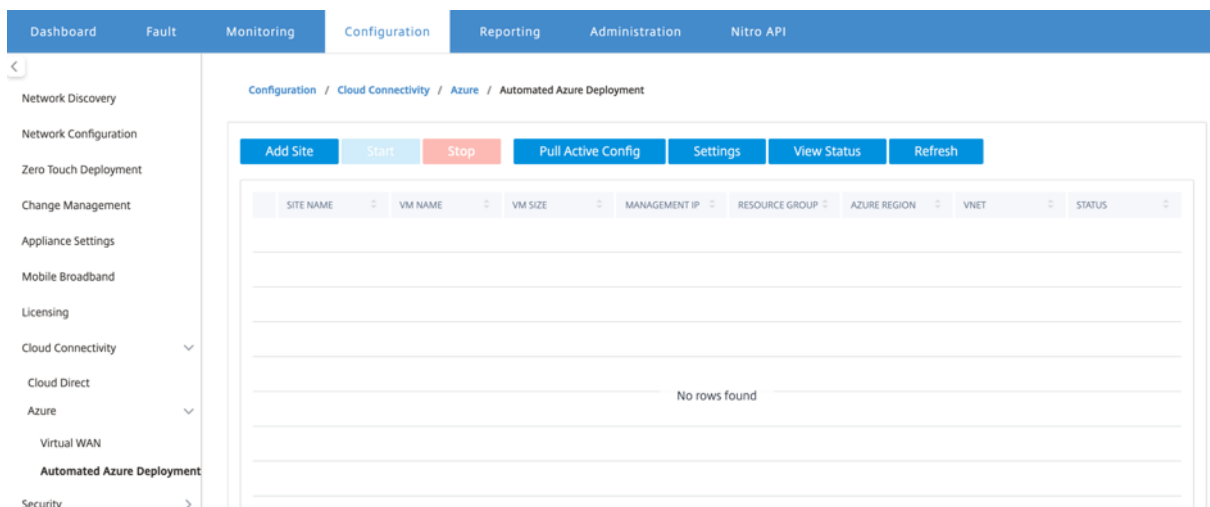 Dashboard Fault Monitoring Configuration Reporting Administration Nitro API
Network Discovery
Network Configuration
Zero Touch Deployment
Change Management
Appliance Settings
Mobile Broadband
Licensing
Cloud Connectivity
Cloud Direct
Azure
Virtual WAN
Automated Azure Deployment
Security
Configuration / Cloud Connectivity / Azure / Automated Azure Deployment
Add Site Start Stop Pull Active Config Settings View Status Refresh
SITE NAME VM NAME VM SIZE MANAGEMENT IP RESOURCE GROUP AZURE REGION VNET STATUS
No rows found